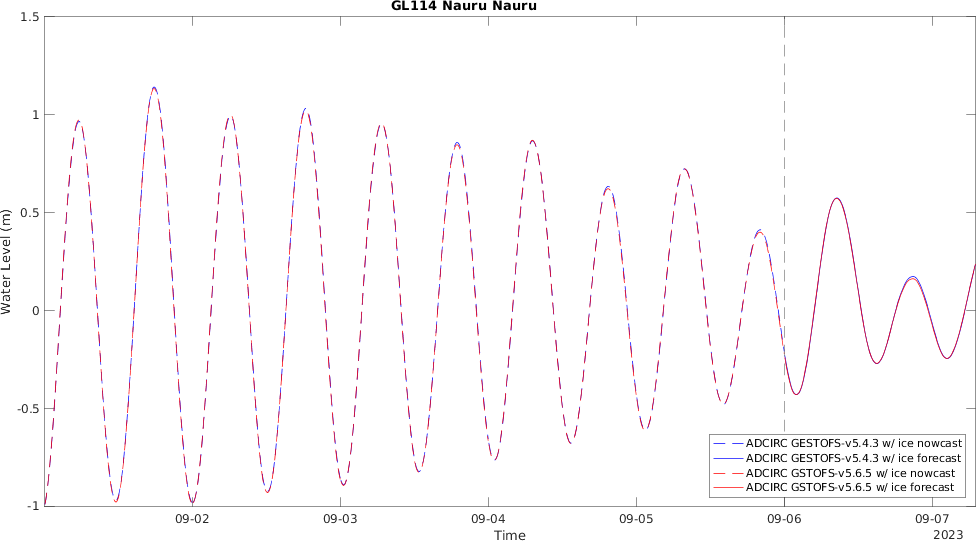 GL114 Nauru Nauru
1.5
1
0.5
0
-0.5
-1
Water Level (m)
ADCIRC GESTOFS-v5.4.3 w/ ice nowcast
ADCIRC GESTOFS-v5.4.3 w/ ice forecast
ADCIRC GSTOFS-v5.6.5 w/ ice nowcast
ADCIRC GSTOFS-v5.6.5 w/ ice forecast
09-02 09-03 09-04 09-05 09-06 09-07
Time
2023